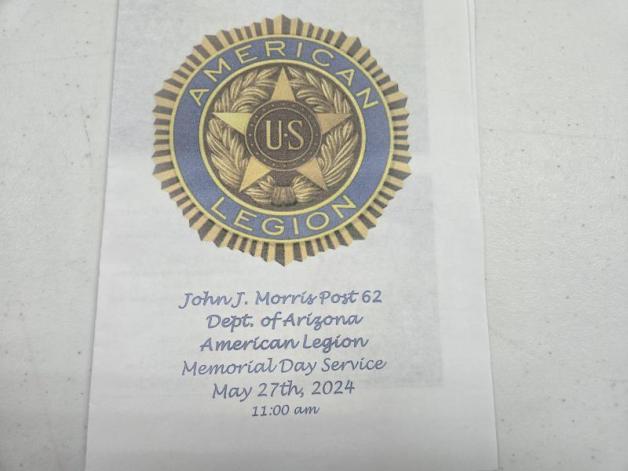 AMERICAN
U·S
LEGION
John J. Morris Post 62
Dept. of Arizona
American Legion
Memorial Day Service
May 27th, 2024
11:00 am